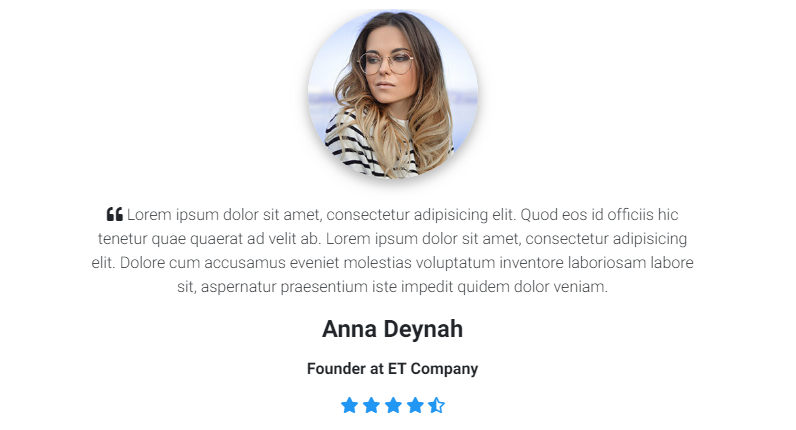 Lorem ipsum dolor sit amet, consectetur adipisicing elit. Quod eos id officiis hic
tenetur quae quaerat ad velit ab. Lorem ipsum dolor sit amet, consectetur adipisicing
elit. Dolore cum accusamus eveniet molestias voluptatum inventore laboriosam labore
sit, aspernatur praesentium iste impedit quidem dolor veniam.
Anna Deynah
Founder at ET Company